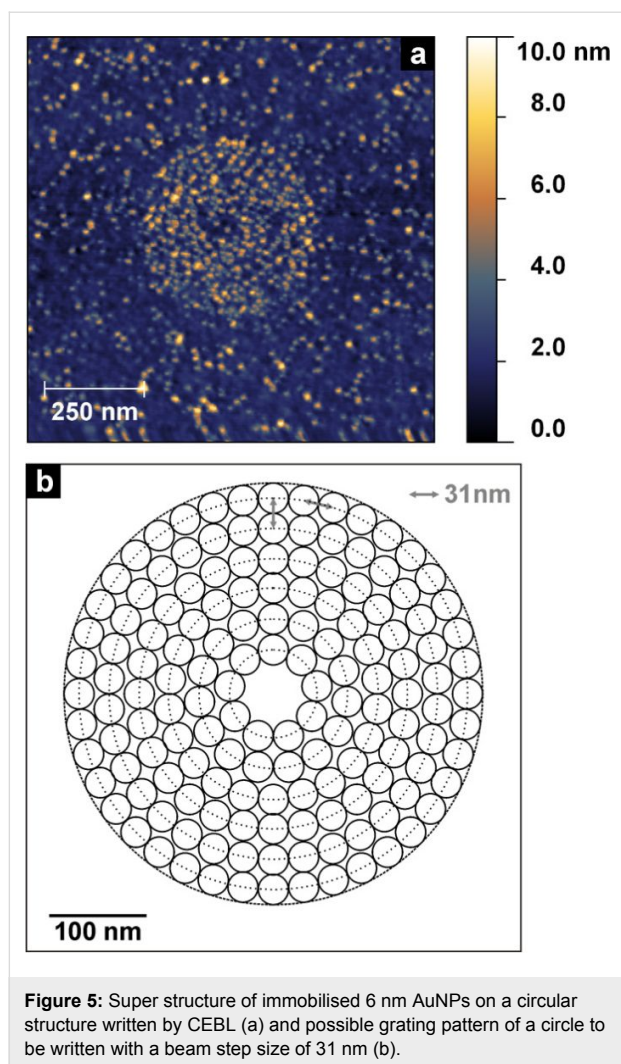 a
10.0 nm
8.0
6.0
4.0
2.0
0.0
250 nm
b
31nm
100 nm
Figure 5: Super structure of immobilised 6 nm AuNPs on a circular
structure written by CEBL (a) and possible grating pattern of a circle to
be written with a beam step size of 31 nm (b).